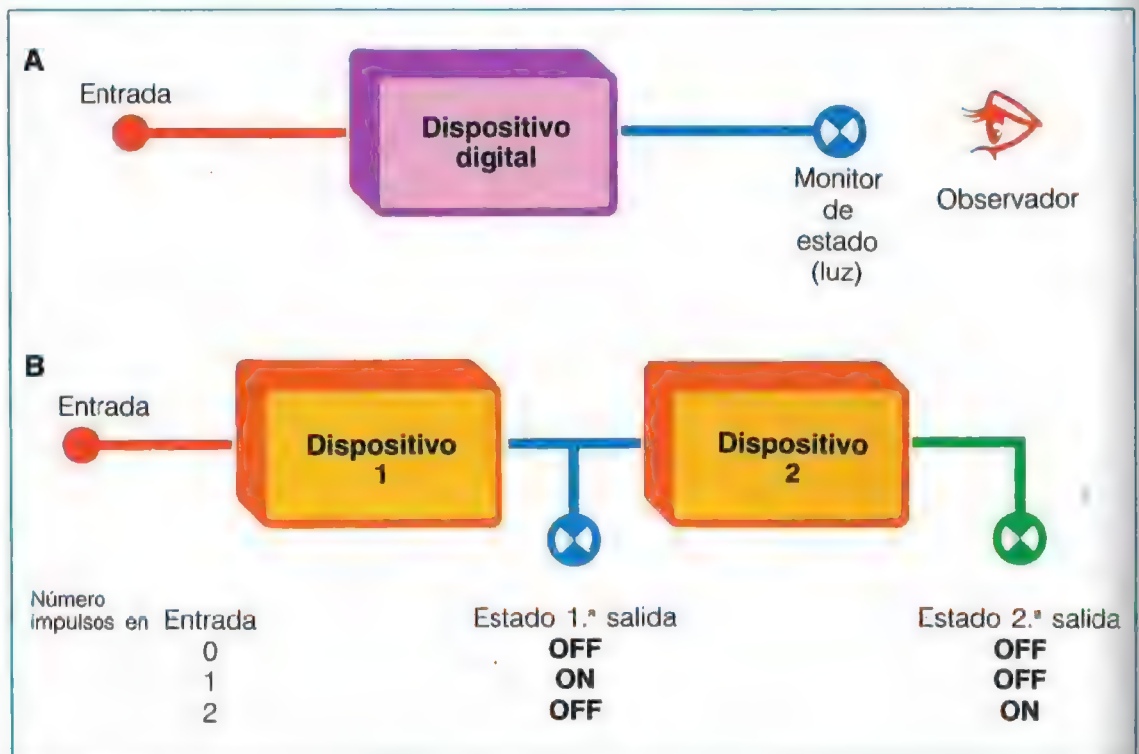 A
Entrada
Dispositivo
digital
Monitor
de
estado
(luz)
Observador
B
Entrada
Dispositivo
1
Dispositivo
2
Número
impulsos en Entrada
Estado 1.ª salida
Estado 2.ª salida
0 OFF OFF
1 ON OFF
2 OFF ON